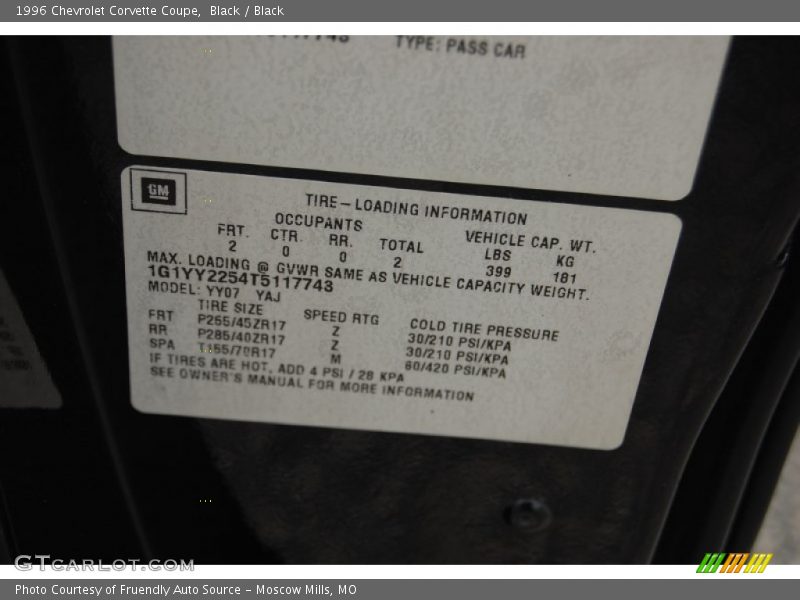 1996 Chevrolet Corvette Coupe, Black / Black
TYPE: PASS CAR
GM
TIRE-LOADING INFORMATION
OCCUPANTS VEHICLE CAP. WT.
FRT. CTR. RR. TOTAL LBS KG
2 0 0 2 399 181
MAX. LOADING @ GVWR SAME AS VEHICLE CAPACITY WEIGHT.
1G1YY2254T5117743
MODEL: YY07 YAJ
TIRE SIZE SPEED RTG COLD TIRE PRESSURE
FRT P255/45ZR17 Z 30/210 PSI/KPA
RR P285/40ZR17 Z 30/210 PSI/KPA
SPA M 60/420 PSI/KPA
IF TIRES ARE HOT, ADD 4 PSI / 28 KPA
SEE OWNER'S MANUAL FOR MORE INFORMATION
GTCARLOT.COM
Photo Courtesy of Fruendly Auto Source - Moscow Mills, MO